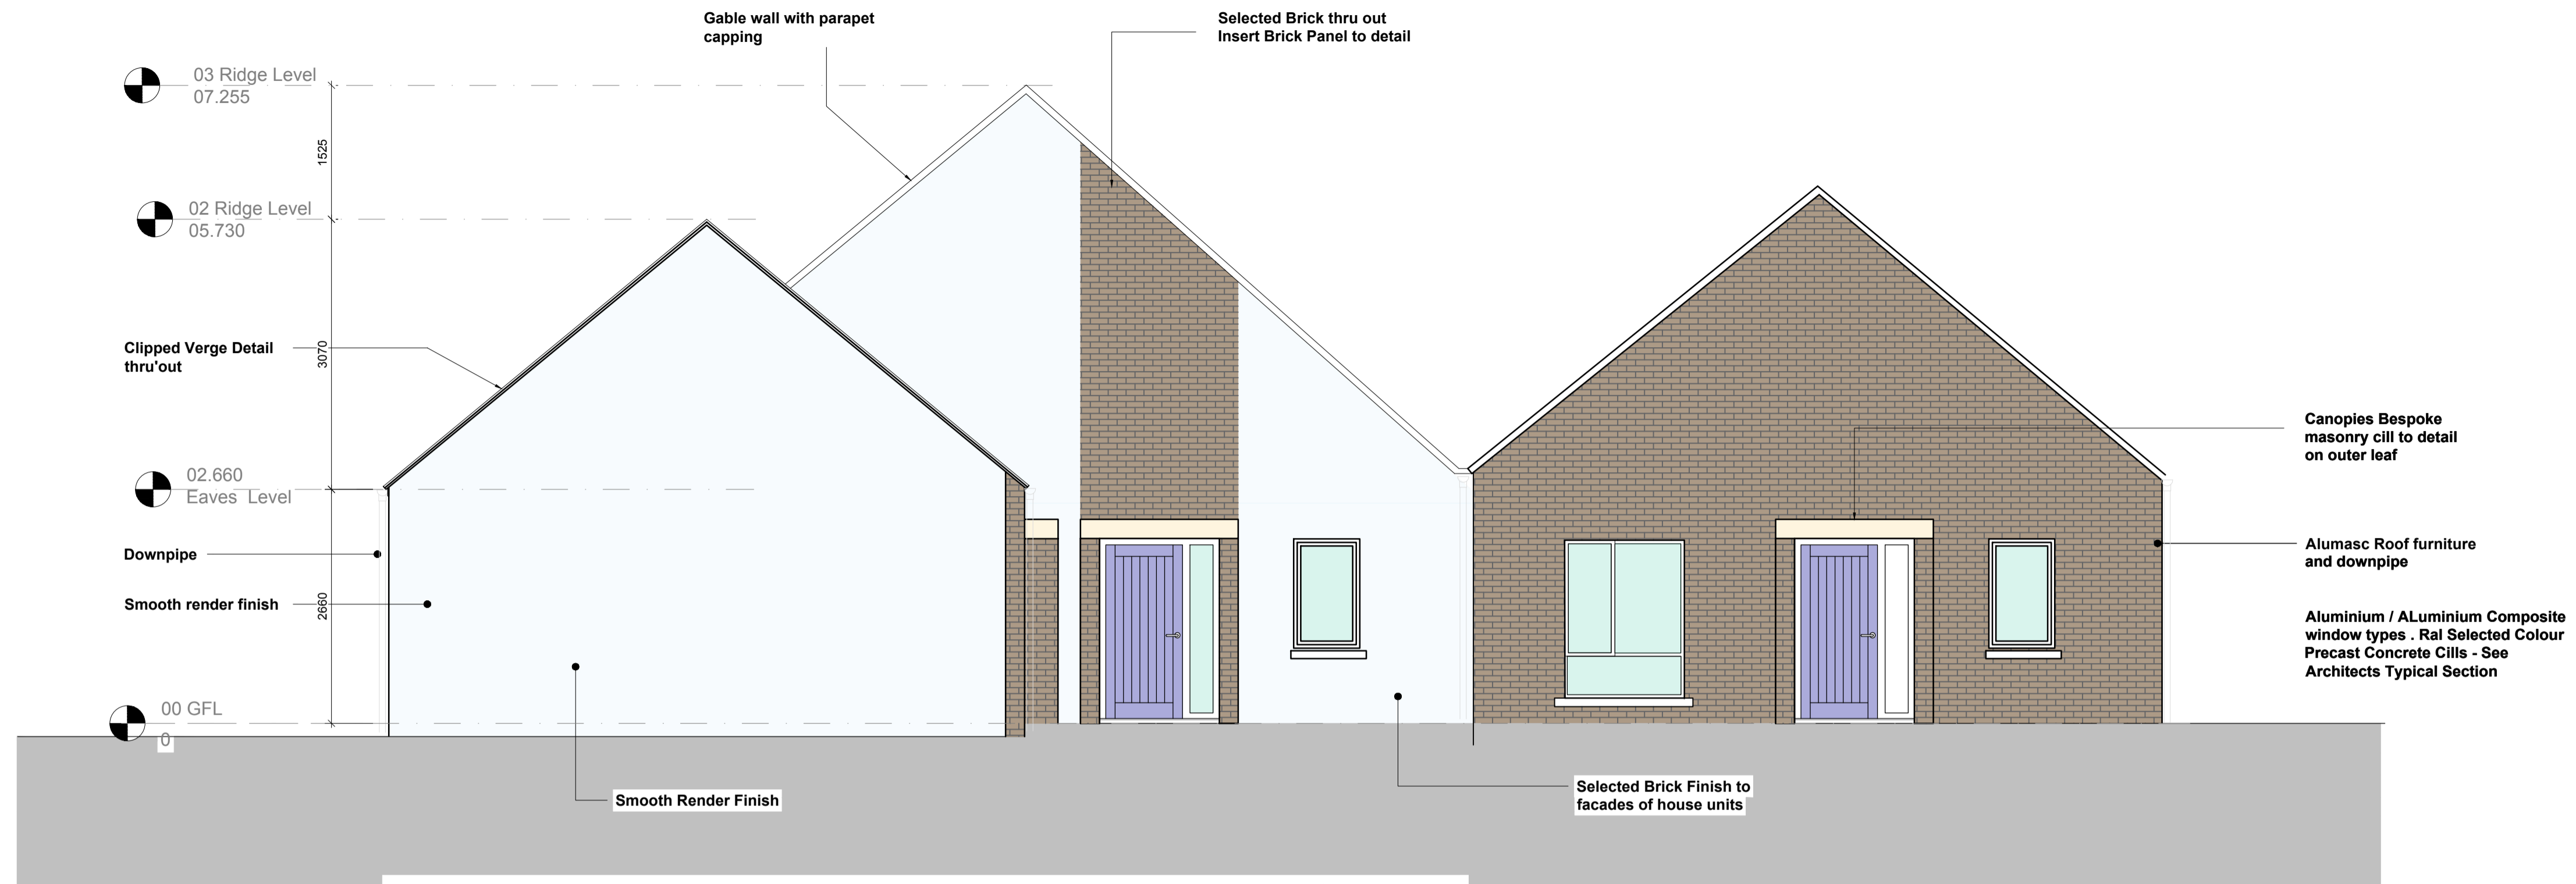 Gable wall with parapet
capping
Selected Brick thru out
Insert Brick Panel to detail
03 Ridge Level
07.255
1525
02 Ridge Level
05.730
Clipped Verge Detail
thru'out
3070
Canopies Bespoke
masonry cill to detail
on outer leaf
02.660
Eaves Level
Downpipe
Alumasc Roof furniture
and downpipe
Smooth render finish
2660
Aluminium / ALuminium Composite
window types . Ral Selected Colour
Precast Concrete Cills - See
Architects Typical Section
00 GFL
0
Smooth Render Finish
Selected Brick Finish to
facades of house units